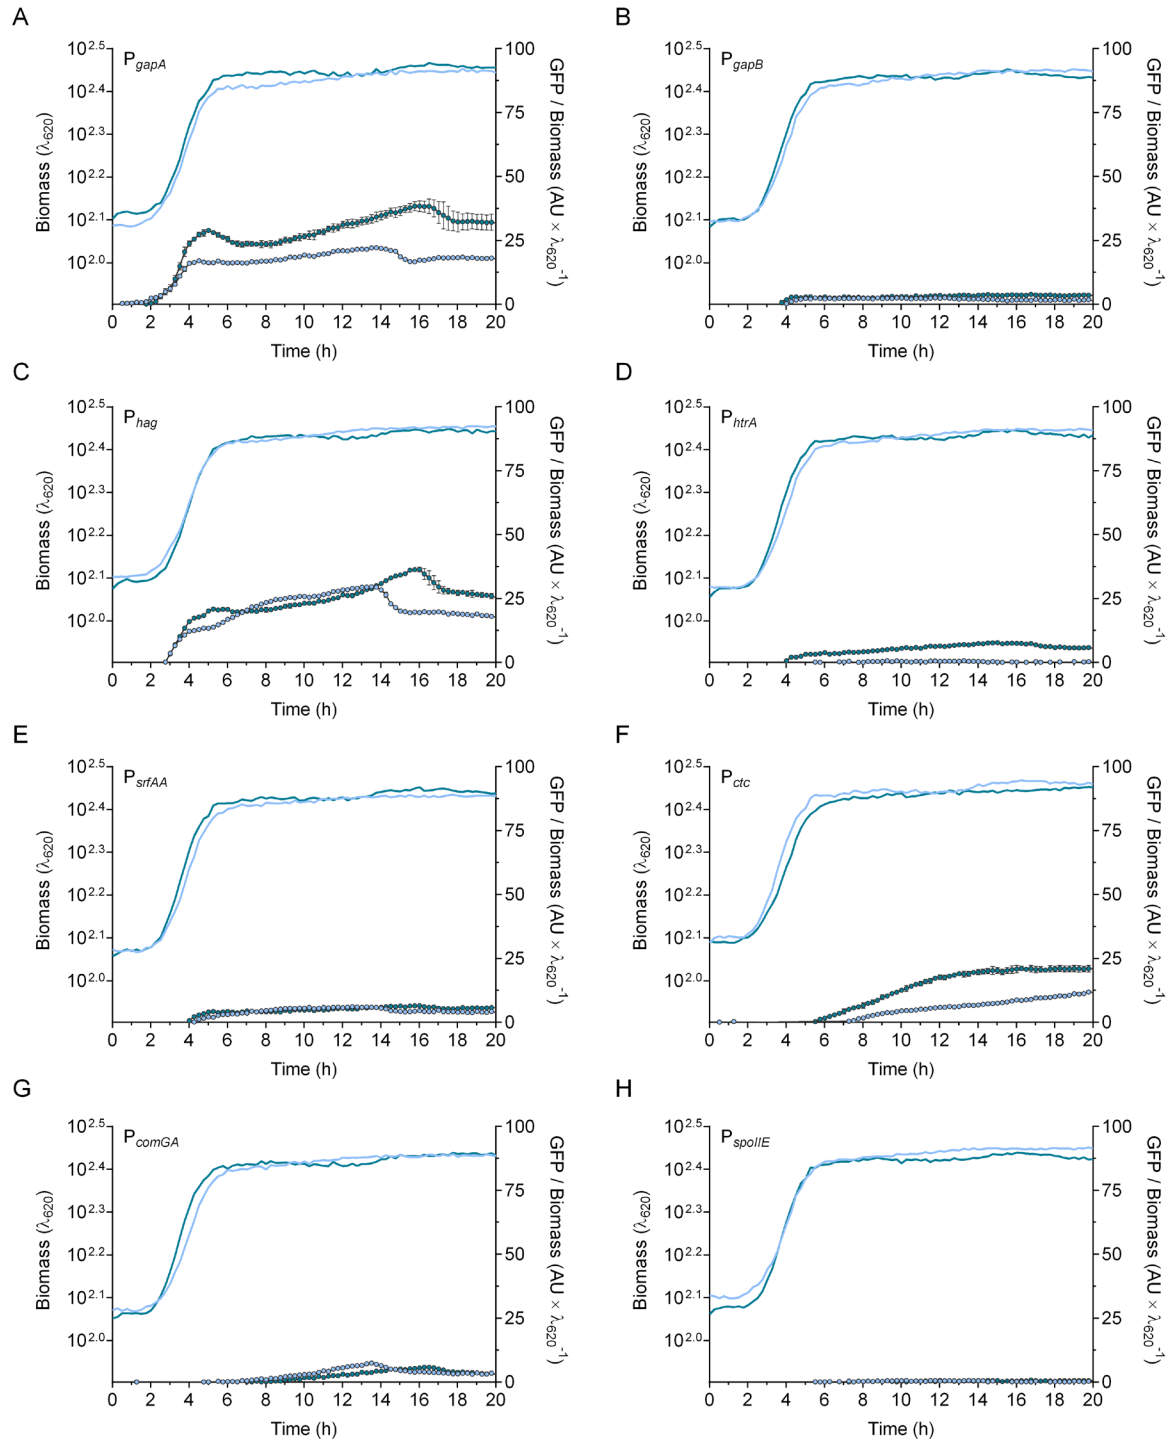 A
P gapA
10^2.5
10^2.4
10^2.3
10^2.2
10^2.1
10^2.0
Biomass (λ620)
100
75
50
25
0
GFP / Biomass (AU × λ620^-1)
0 2 4 6 8 10 12 14 16 18 20
Time (h)
B
P gapB
10^2.5
10^2.4
10^2.3
10^2.2
10^2.1
10^2.0
Biomass (λ620)
100
75
50
25
0
GFP / Biomass (AU × λ620^-1)
0 2 4 6 8 10 12 14 16 18 20
Time (h)
C
P hag
10^2.5
10^2.4
10^2.3
10^2.2
10^2.1
10^2.0
Biomass (λ620)
100
75
50
25
0
GFP / Biomass (AU × λ620^-1)
0 2 4 6 8 10 12 14 16 18 20
Time (h)
D
P htrA
10^2.5
10^2.4
10^2.3
10^2.2
10^2.1
10^2.0
Biomass (λ620)
100
75
50
25
0
GFP / Biomass (AU × λ620^-1)
0 2 4 6 8 10 12 14 16 18 20
Time (h)
E
P srfAA
10^2.5
10^2.4
10^2.3
10^2.2
10^2.1
10^2.0
Biomass (λ620)
100
75
50
25
0
GFP / Biomass (AU × λ620^-1)
0 2 4 6 8 10 12 14 16 18 20
Time (h)
F
P ctc
10^2.5
10^2.4
10^2.3
10^2.2
10^2.1
10^2.0
Biomass (λ620)
100
75
50
25
0
GFP / Biomass (AU × λ620^-1)
0 2 4 6 8 10 12 14 16 18 20
Time (h)
G
P comGA
10^2.5
10^2.4
10^2.3
10^2.2
10^2.1
10^2.0
Biomass (λ620)
100
75
50
25
0
GFP / Biomass (AU × λ620^-1)
0 2 4 6 8 10 12 14 16 18 20
Time (h)
H
P spoIIE
10^2.5
10^2.4
10^2.3
10^2.2
10^2.1
10^2.0
Biomass (λ620)
100
75
50
25
0
GFP / Biomass (AU × λ620^-1)
0 2 4 6 8 10 12 14 16 18 20
Time (h)